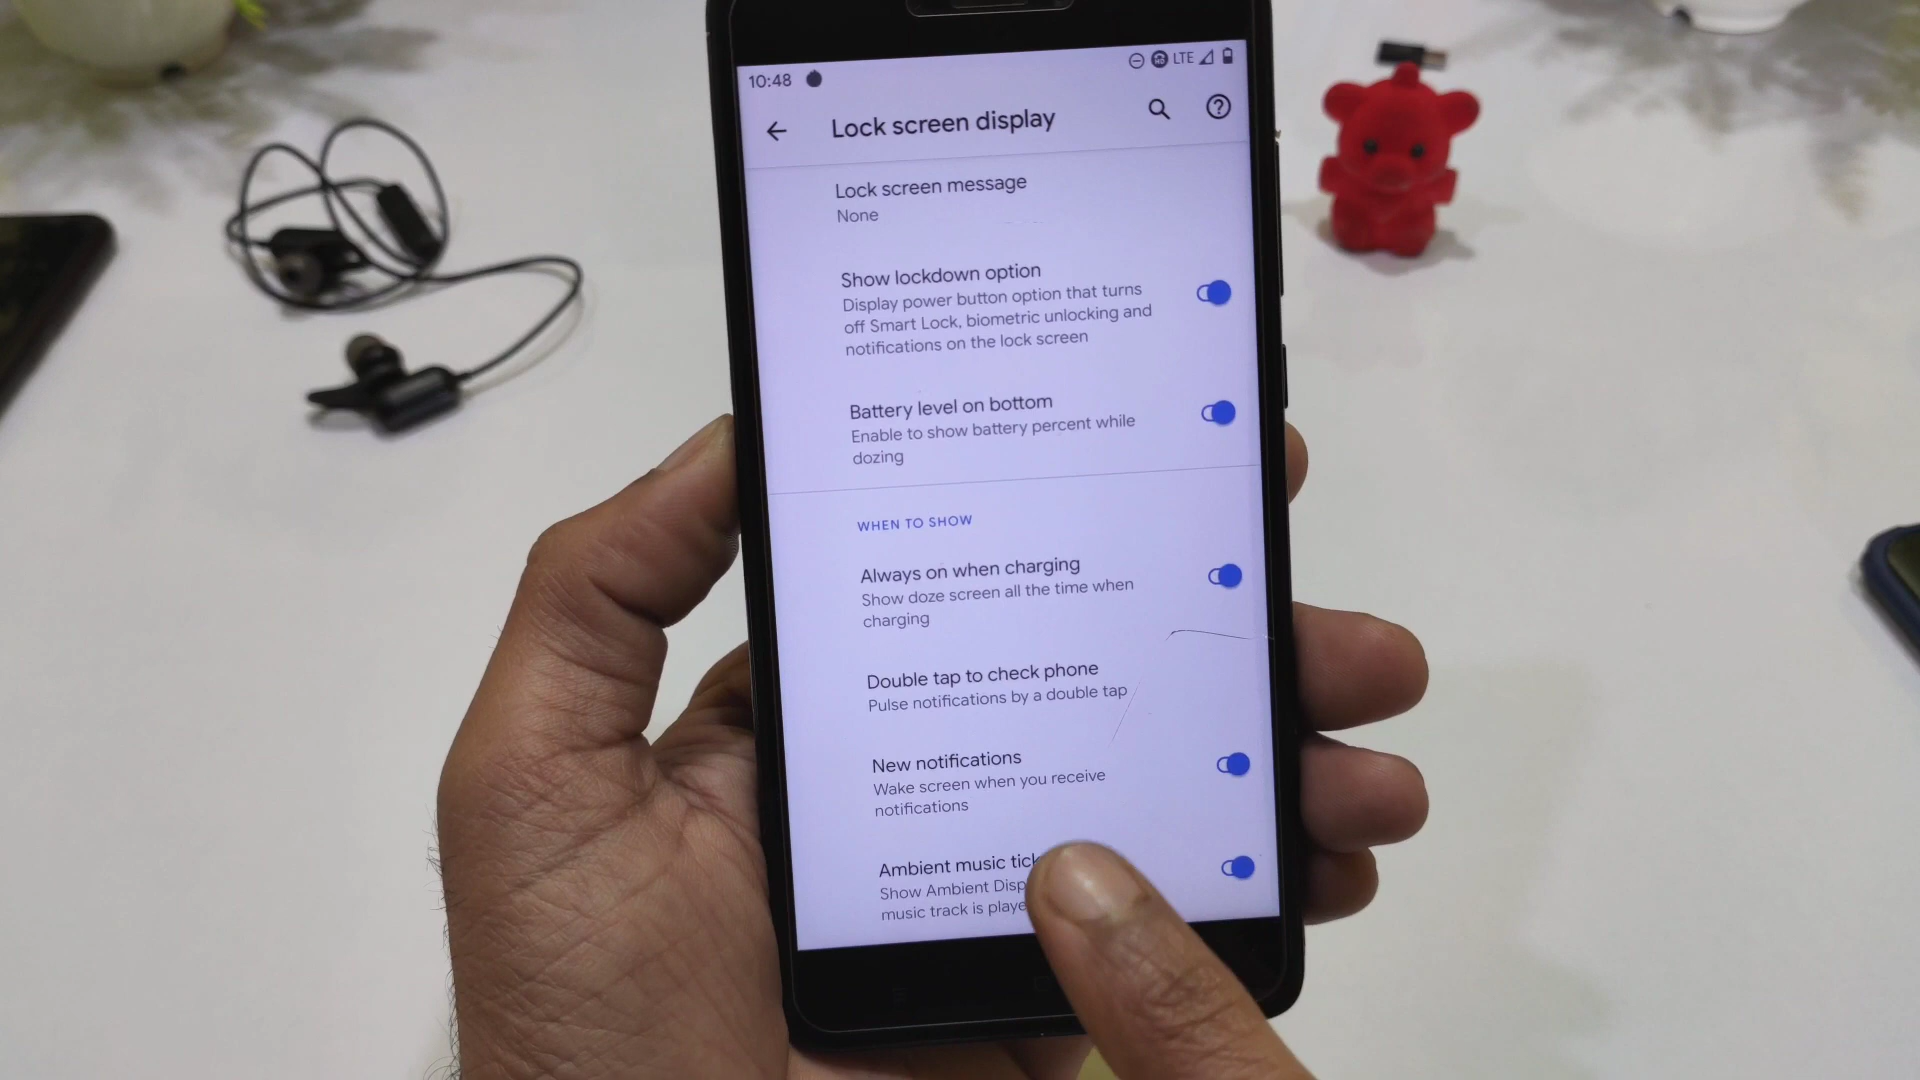 10:48
LTE
Lock screen display
Lock screen message
None
Show lockdown option
Display power button option that turns
off Smart Lock, biometric unlocking and
notifications on the lock screen
Battery level on bottom
Enable to show battery percent while
dozing
WHEN TO SHOW
Always on when charging
Show doze screen all the time when
charging
Double tap to check phone
Pulse notifications by a double tap
New notifications
Wake screen when you receive
notifications
Ambient music tick
Show Ambient Disp
music track is playe